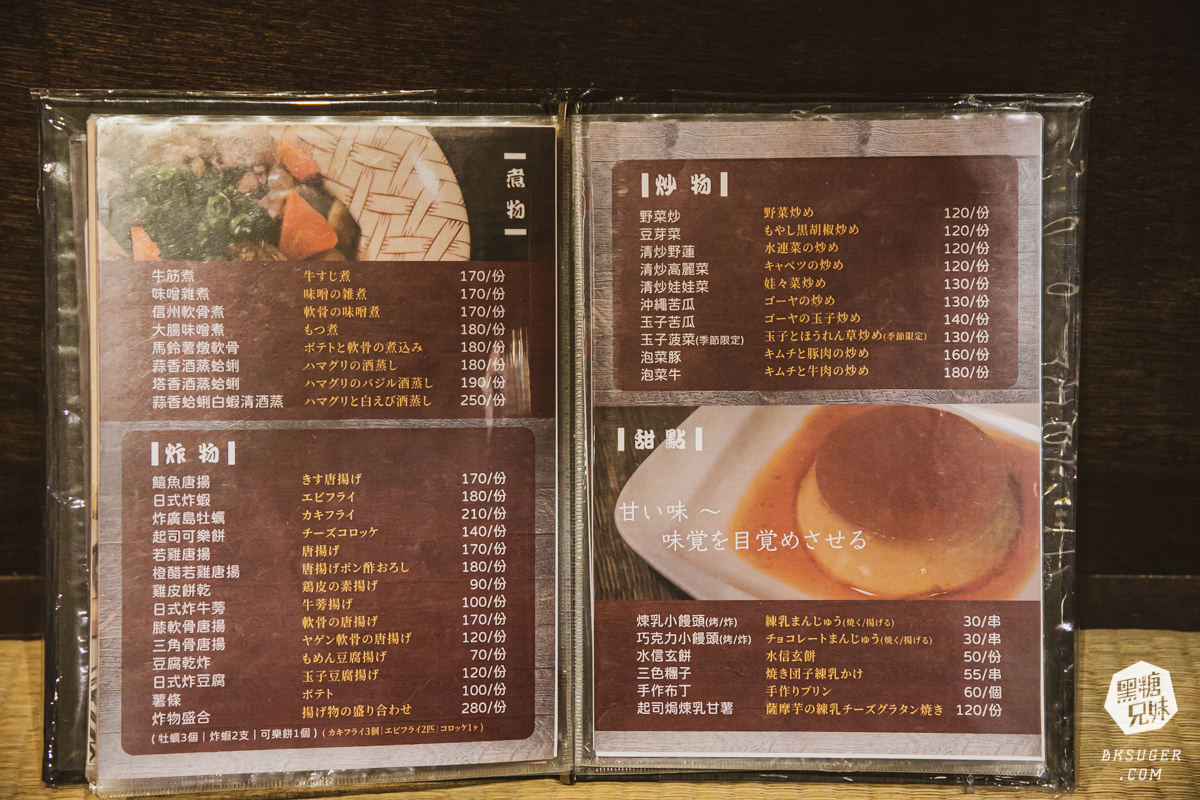 煮物
牛筋煮 牛すじ煮 170/份
味噌雜煮 味噌の雑煮 170/份
信州軟骨煮 軟骨の味噌煮 170/份
大腸味噌煮 もつ煮 180/份
馬鈴薯燉軟骨 ポテトと軟骨の煮込み 180/份
蒜香酒蒸蛤蜊 ハマグリの酒蒸し 180/份
塔香酒蒸蛤蜊 ハマグリのバジル酒蒸し 190/份
蒜香蛤蜊白蝦清酒蒸 ハマグリと白えび酒蒸し 250/份
炸物
鱚魚唐揚 きす唐揚げ 170/份
日式炸蝦 エビフライ 180/份
炸廣島牡蠣 カキフライ 210/份
起司可樂餅 チーズコロッケ 140/份
若雞唐揚 唐揚げ 170/份
橙醋若雞唐揚 唐揚げポン酢おろし 180/份
雞皮餅乾 鶏皮の素揚げ 90/份
日式炸牛蒡 牛蒡揚げ 100/份
膝軟骨唐揚 軟骨の唐揚げ 170/份
三角骨唐揚 ヤゲン軟骨の唐揚げ 120/份
豆腐乾炸 もめん豆腐揚げ 70/份
日式炸豆腐 玉子豆腐揚げ 120/份
薯條 ポテト 100/份
炸物盛合 揚げ物の盛り合わせ 280/份
(牡蠣3個|炸蝦2支|可樂餅1個) (カキフライ3個|エビフライ2匹|コロッケ1ヶ)
炒物
野菜炒 野菜炒め 120/份
豆芽菜 もやし黒胡椒炒め 120/份
清炒野蓮 水連菜の炒め 120/份
清炒高麗菜 キャベツの炒め 120/份
清炒娃娃菜 娃々菜炒め 130/份
沖縄苦瓜 ゴーヤの炒め 130/份
玉子苦瓜 ゴーヤの玉子炒め 140/份
玉子菠菜(季節限定) 玉子とほうれん草炒め(季節限定) 130/份
泡菜豚 キムチと豚肉の炒め 160/份
泡菜牛 キムチと牛肉の炒め 180/份
甜點
甘い味 ～
味覚を目覚めさせる
煉乳小饅頭(烤/炸) 練乳まんじゅう(焼く/揚げる) 30/串
巧克力小饅頭(烤/炸) チョコレートまんじゅう(焼く/揚げる) 30/串
水信玄餅 水信玄餅 50/份
三色糰子 焼き団子練乳かけ 55/串
手作布丁 手作りプリン 60/個
起司焗煉乳甘薯 薩摩芋の練乳チーズグラタン焼き 120/份
黑糖
兄妹
BKSUGER
.COM